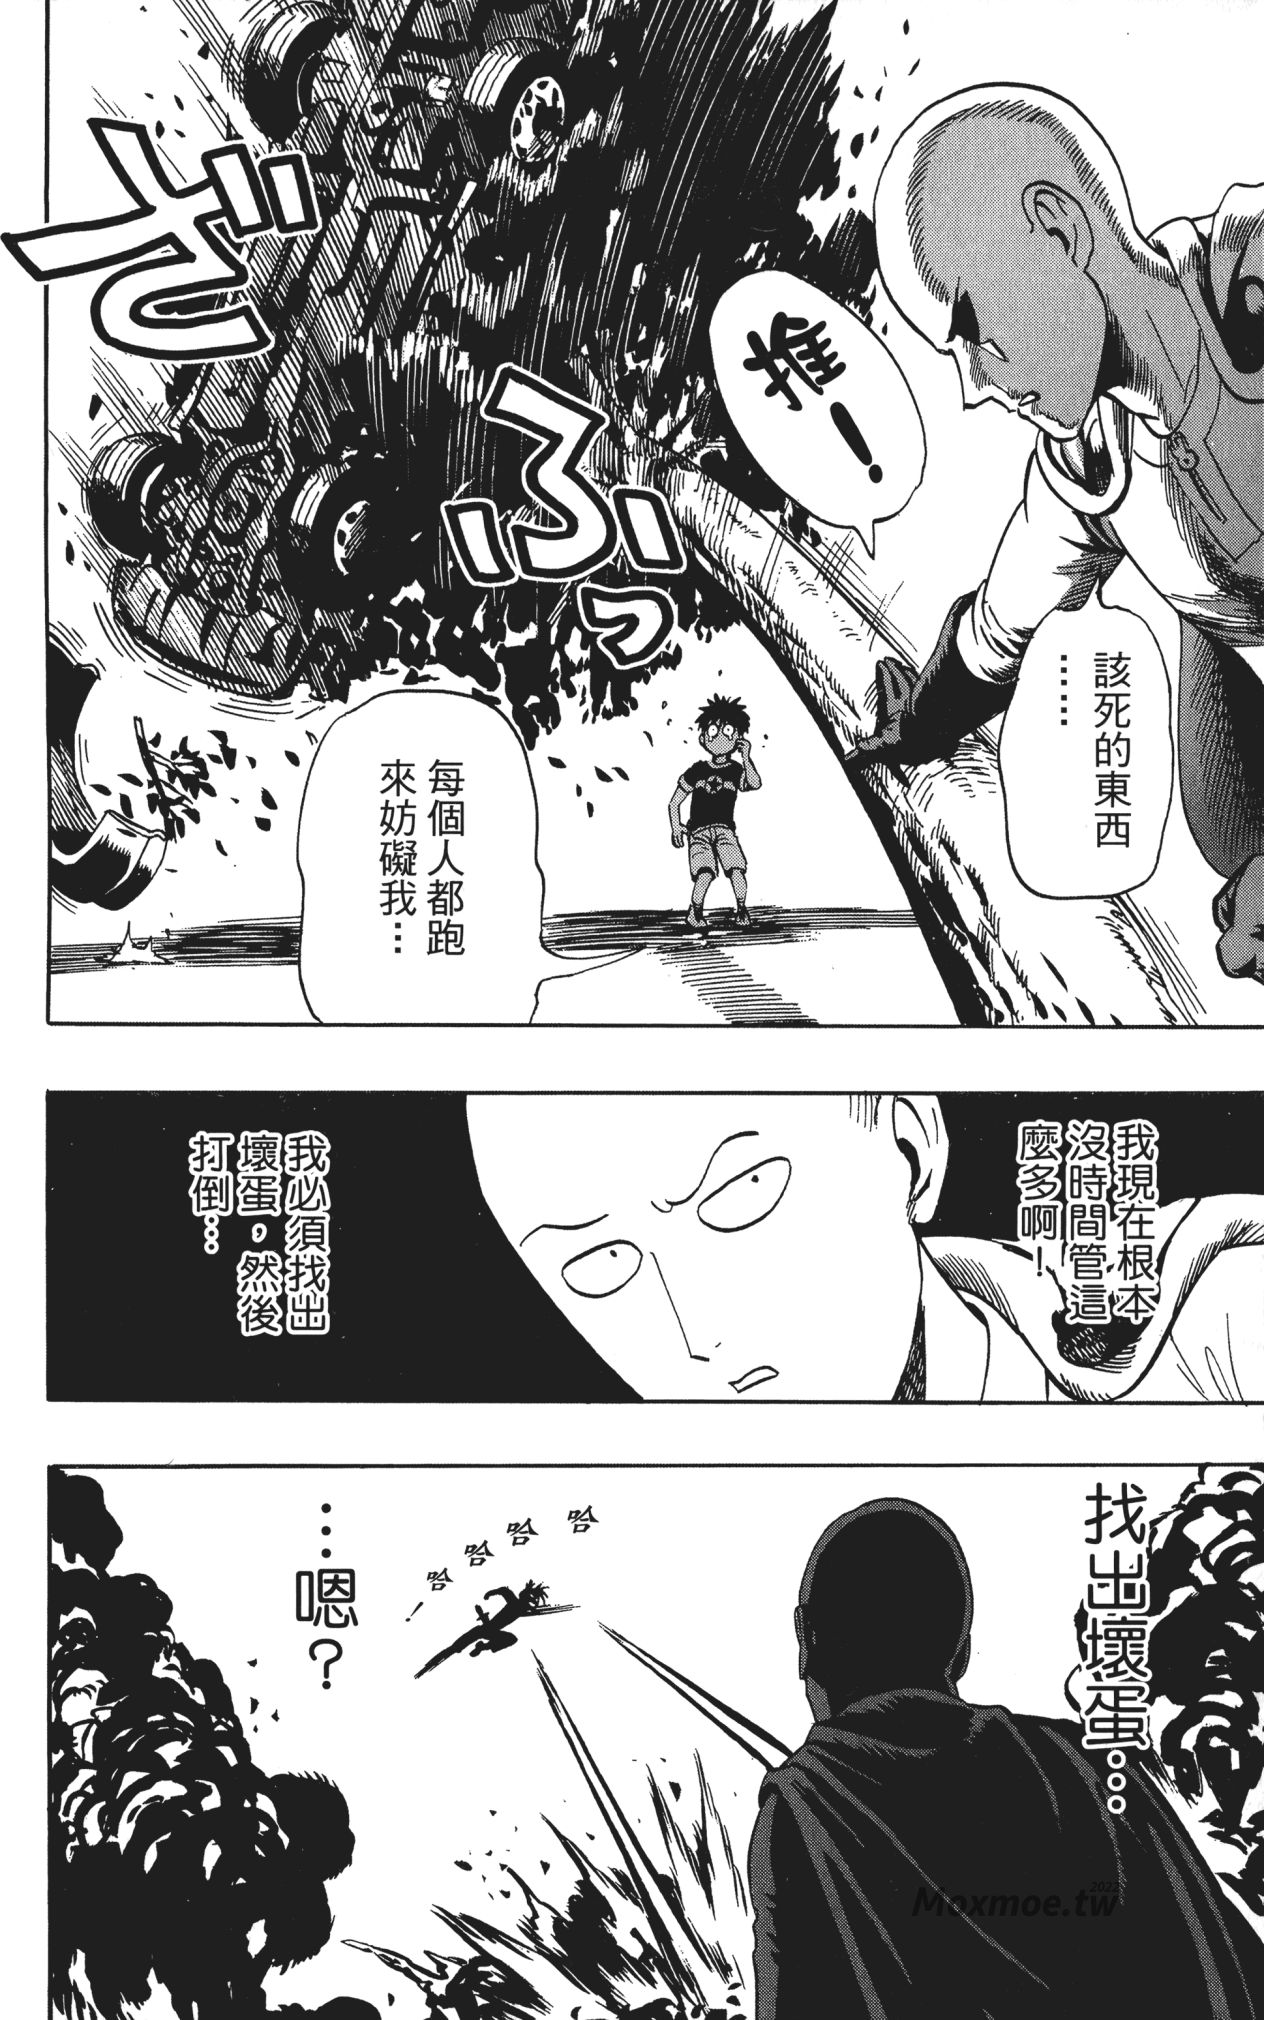 推！
該死的東西
⋯⋯
ざ
ふっ
每個人都跑
來妨礙我⋯
我現在根本
沒時間管這
麼多啊！
我必須找出
壞蛋，然後
打倒⋯
找出壞蛋⋯。
哈
哈
哈
哈
！
⋯嗯？
2022
Moxmoe.tw